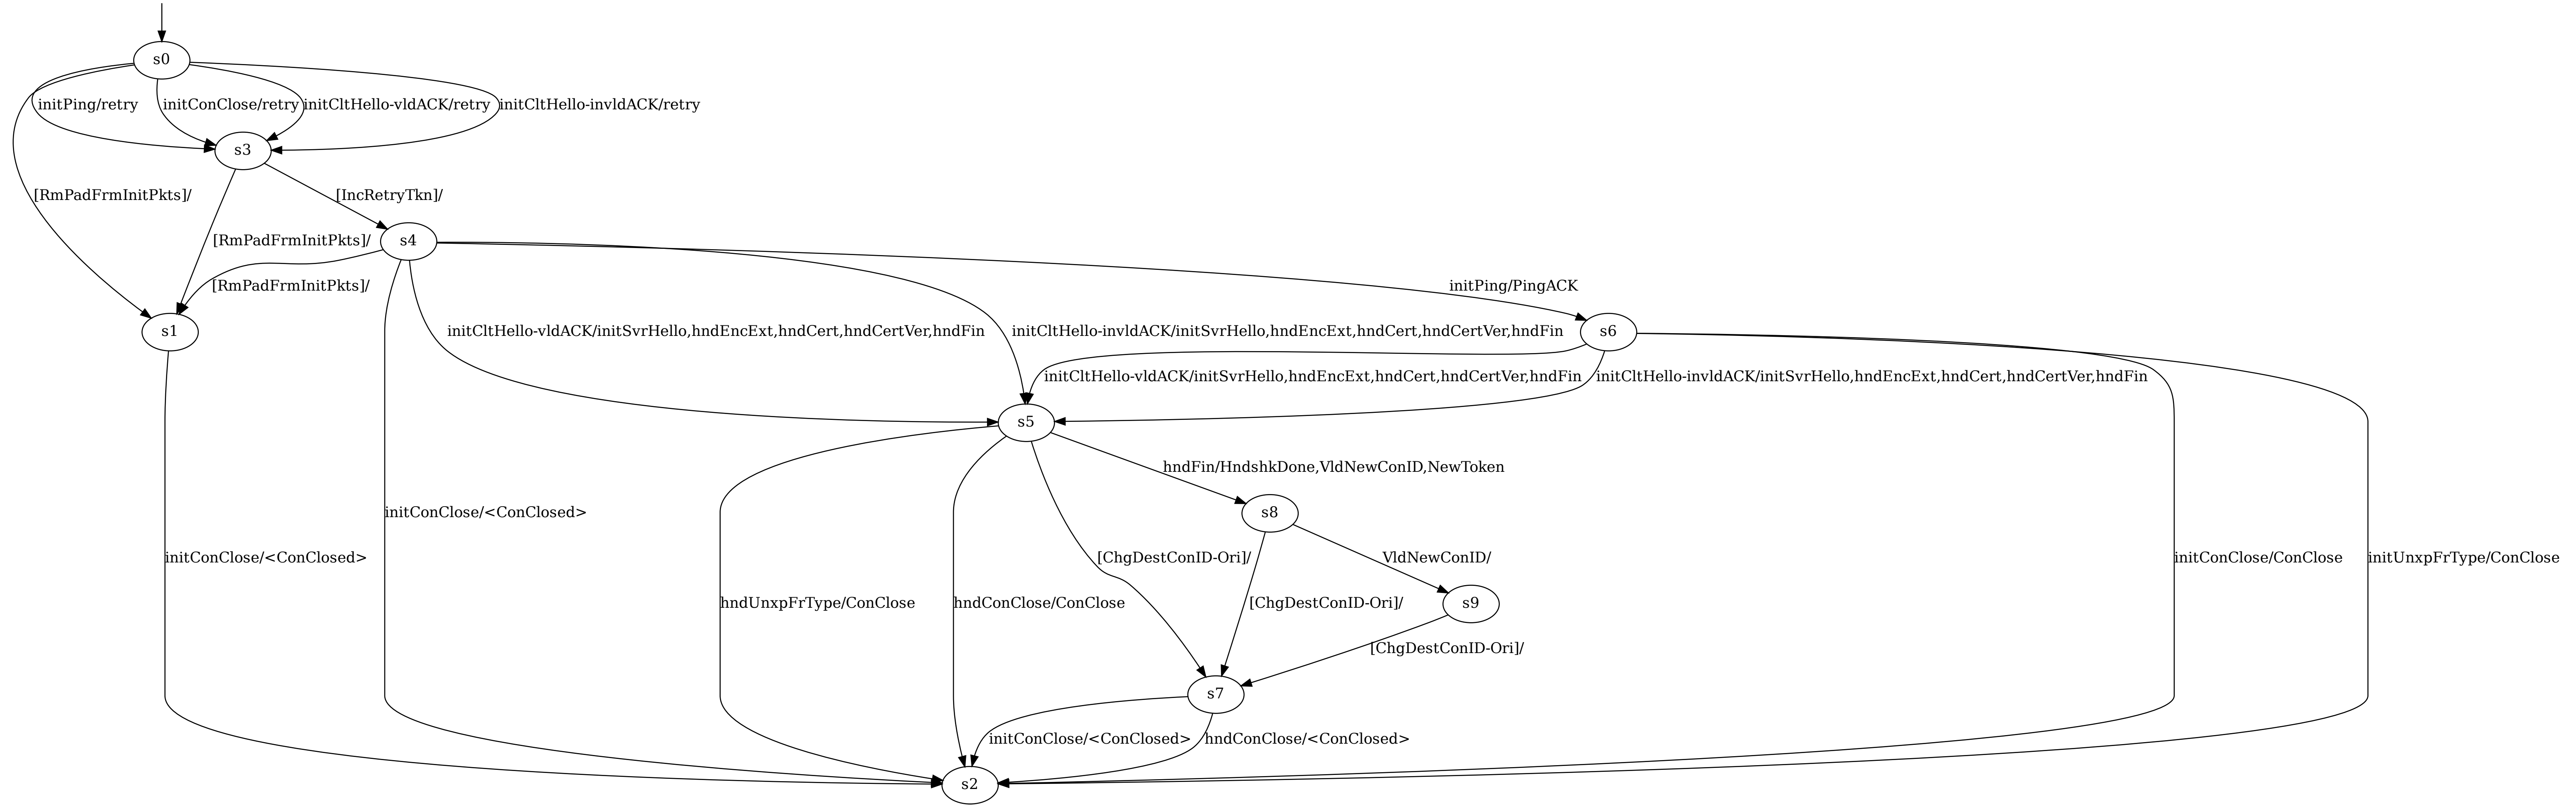 s0
initPing/retry
initConClose/retry
initCltHello-vldACK/retry
initCltHello-invldACK/retry
s3
[RmPadFrmInitPkts]/
[IncRetryTkn]/
[RmPadFrmInitPkts]/
s4
[RmPadFrmInitPkts]/
initPing/PingACK
s1
initCltHello-vldACK/initSvrHello,hndEncExt,hndCert,hndCertVer,hndFin
initCltHello-invldACK/initSvrHello,hndEncExt,hndCert,hndCertVer,hndFin
s6
initCltHello-vldACK/initSvrHello,hndEncExt,hndCert,hndCertVer,hndFin
initCltHello-invldACK/initSvrHello,hndEncExt,hndCert,hndCertVer,hndFin
s5
hndFin/HndshkDone,VldNewConID,NewToken
initConClose/<ConClosed>
s8
initConClose/<ConClosed>
[ChgDestConID-Ori]/
VldNewConID/
initConClose/ConClose
initUnxpFrType/ConClose
hndUnxpFrType/ConClose
hndConClose/ConClose
[ChgDestConID-Ori]/
s9
[ChgDestConID-Ori]/
s7
initConClose/<ConClosed>
hndConClose/<ConClosed>
s2